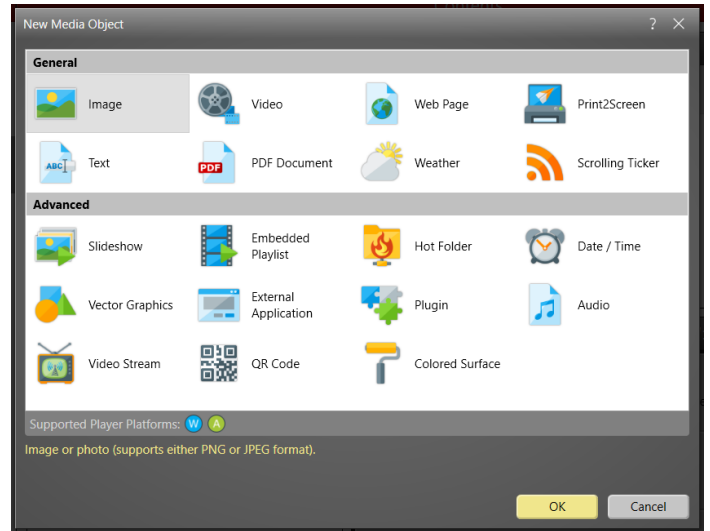 Contents
New Media Object
?
General
Image
Video
Web Page
Print2Screen
ABC
Text
PDF
PDF Document
Weather
Scrolling Ticker
Advanced
Slideshow
Embedded
Playlist
Hot Folder
Date / Time
Vector Graphics
External
Application
Plugin
Audio
Video Stream
QR Code
Colored Surface
Supported Player Platforms: W A
Image or photo (supports either PNG or JPEG format).
OK
Cancel